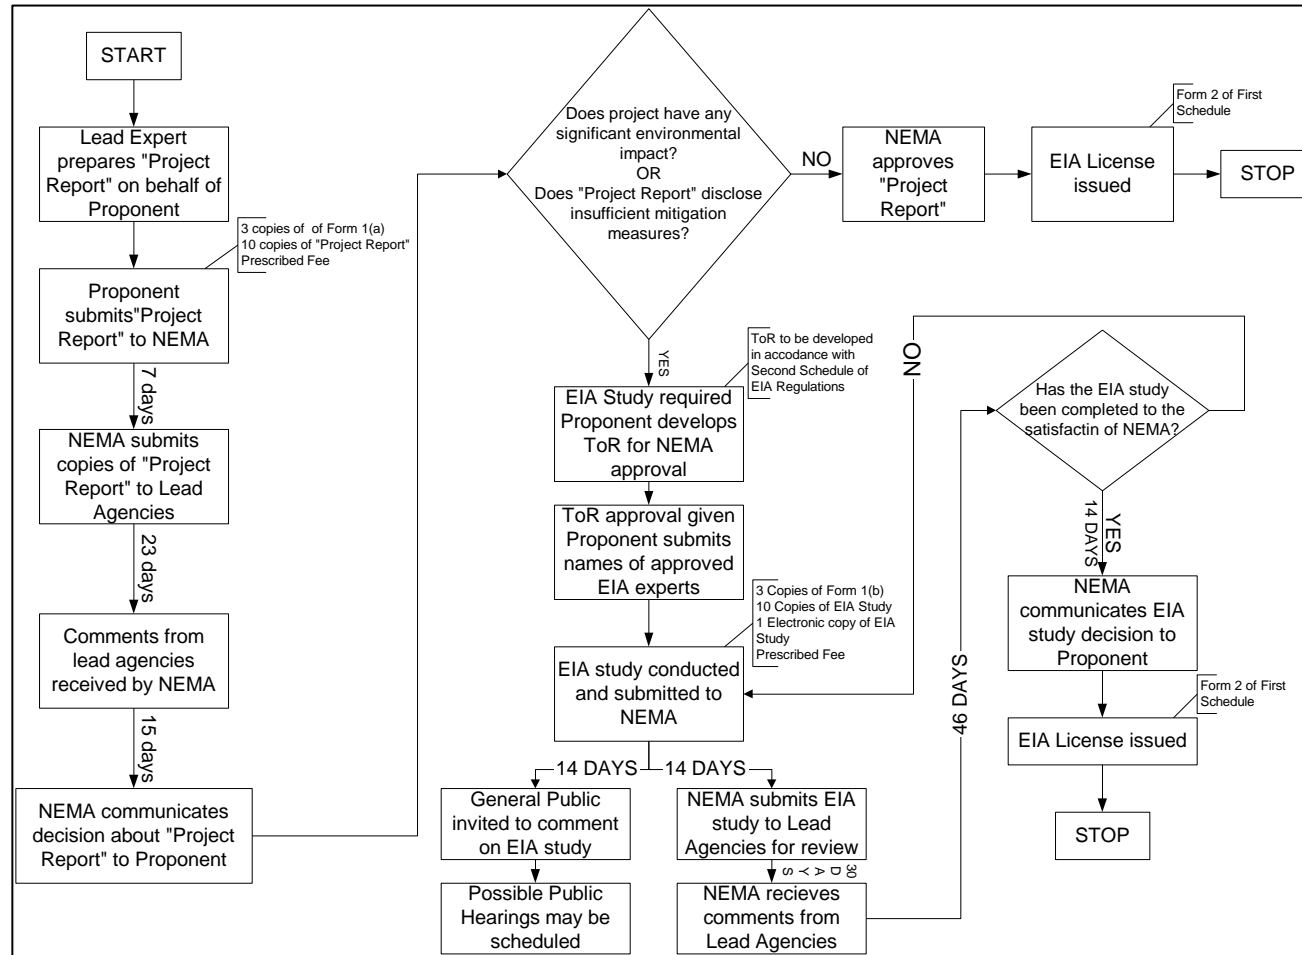 START
Lead Expert
prepares "Project
Report" on behalf of
Proponent
3 copies of  of Form 1(a)
10 copies of "Project Report"
Prescribed Fee
Proponent
submits"Project
Report" to NEMA
7 days
NEMA submits
copies of "Project
Report" to Lead
Agencies
23 days
Comments from
lead agencies
received by NEMA
15 days
NEMA communicates
decision about "Project
Report" to Proponent
Does project have any
significant environmental
impact?
OR
Does "Project Report" disclose
insufficient mitigation
measures?
NO
NEMA
approves
"Project
Report"
Form 2 of First
Schedule
EIA License
issued
STOP
YES
ToR to be developed
in accodance with
Second Schedule of
EIA Regulations
EIA Study required
Proponent develops
ToR for NEMA
approval
ToR approval given
Proponent submits
names of approved
EIA experts
3 Copies of Form 1(b)
10 Copies of EIA Study
1 Electronic copy of EIA
Study
Prescribed Fee
EIA study conducted
and submitted to
NEMA
14 DAYS
14 DAYS
General Public
invited to comment
on EIA study
Possible Public
Hearings may be
scheduled
NEMA submits EIA
study to Lead
Agencies for review
30
DAYS
NEMA recieves
comments from
Lead Agencies
46 DAYS
NO
Has the EIA study
been completed to the
satisfactin of NEMA?
YES
14 DAYS
NEMA
communicates EIA
study decision to
Proponent
Form 2 of First
Schedule
EIA License issued
STOP